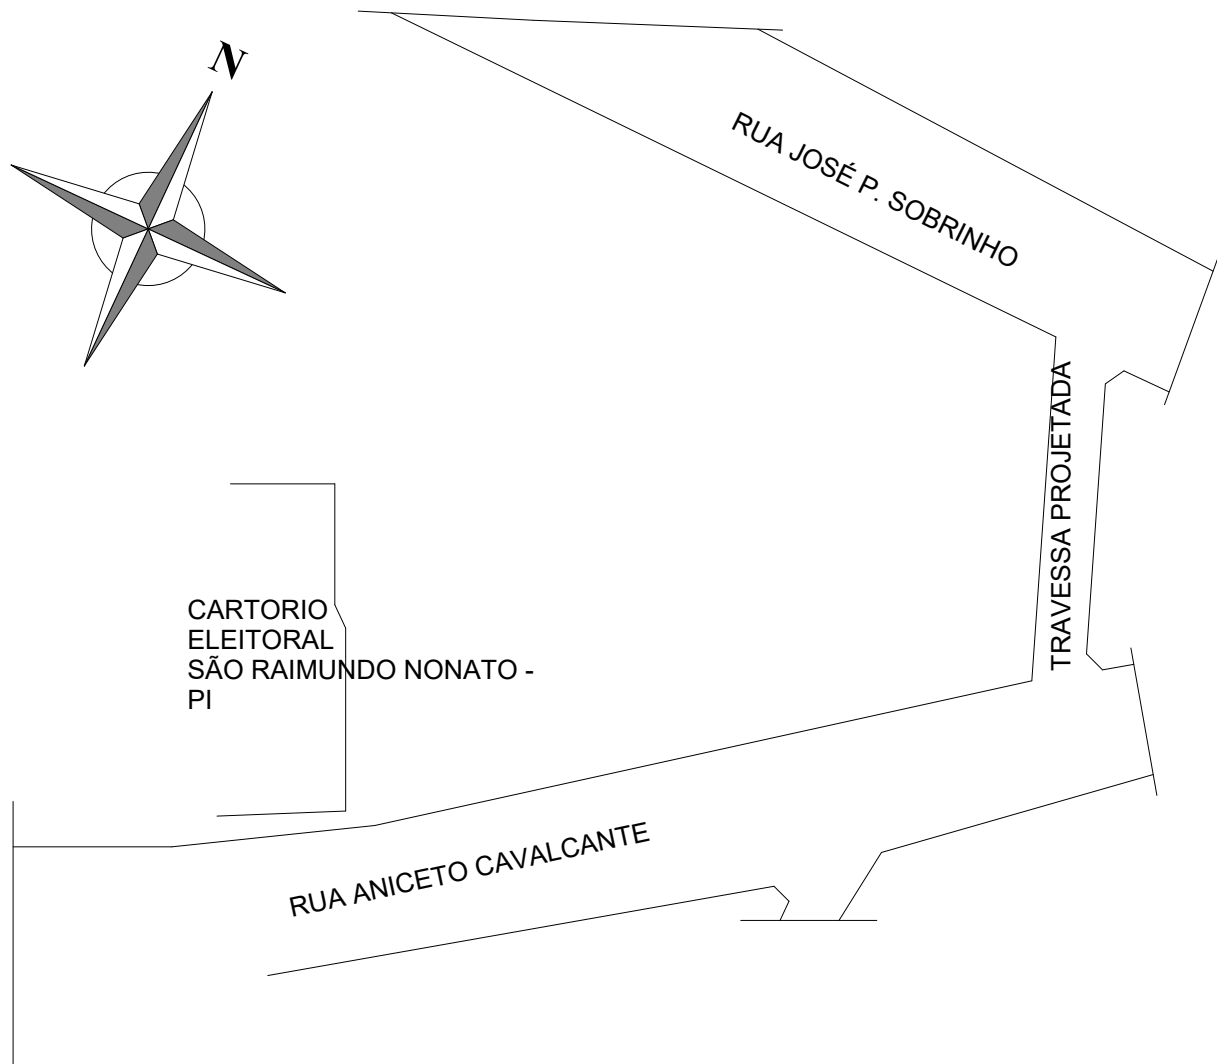 N
RUA JOSÉ P. SOBRINHO
TRAVESSA PROJETADA
CARTORIO
ELEITORAL
SÃO RAIMUNDO NONATO -
PI
RUA ANICETO CAVALCANTE